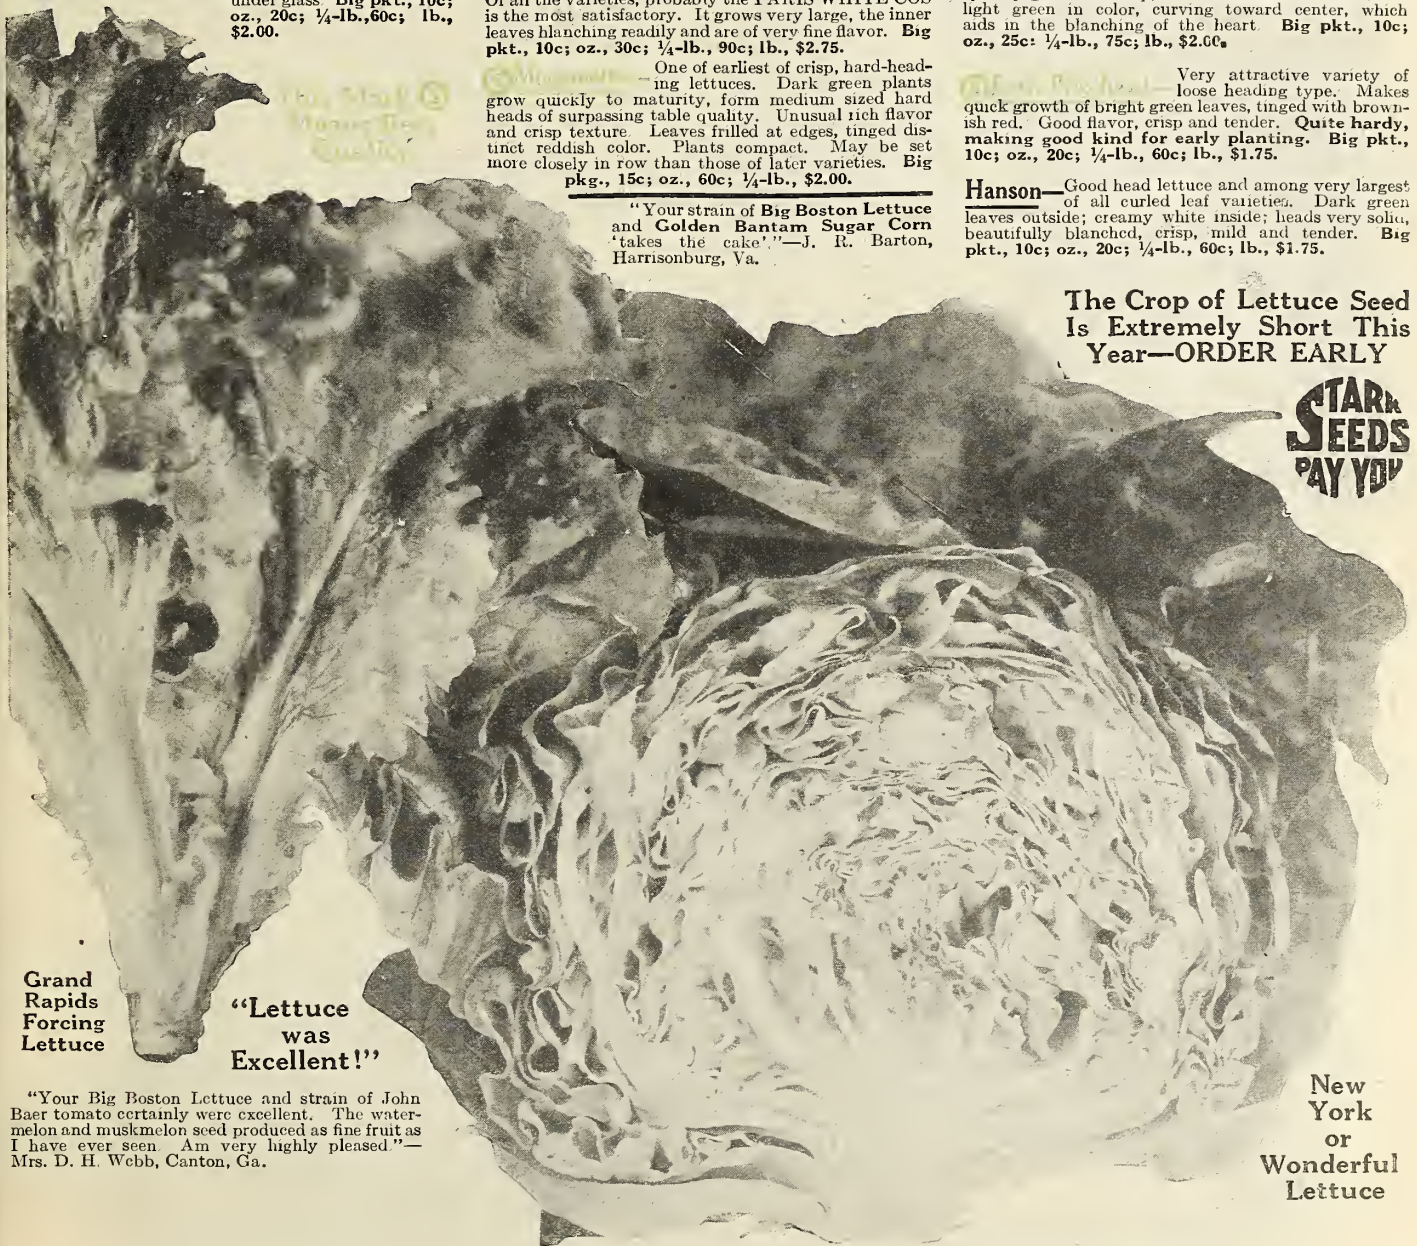 under glass. Big pkt., 10c;
oz., 20c; ¼-lb., 60c; lb.,
$2.00.
This Mark
Means Best
Quality
Of all the varieties, probably the PARIS WHITE COS
is the most satisfactory. It grows very large, the inner
leaves blanching readily and are of very fine flavor. Big
pkt., 10c; oz., 30c; ¼-lb., 90c; lb., $2.75.
One of earliest of crisp, hard-head-
ing lettuces. Dark green plants
grow quickly to maturity, form medium sized hard
heads of surpassing table quality. Unusual rich flavor
and crisp texture. Leaves frilled at edges, tinged dis-
tinct reddish color. Plants compact. May be set
more closely in row than those of later varieties. Big
pkg., 15c; oz., 60c; ¼-lb., $2.00.
"Your strain of Big Boston Lettuce
and Golden Bantam Sugar Corn
'takes the cake'."—J. R. Barton,
Harrisonburg, Va.
light green in color, curving toward center, which
aids in the blanching of the heart. Big pkt., 10c;
oz., 25c; ¼-lb., 75c; lb., $2.00.
Very attractive variety of
loose heading type. Makes
quick growth of bright green leaves, tinged with brown-
ish red. Good flavor, crisp and tender. Quite hardy,
making good kind for early planting. Big pkt.,
10c; oz., 20c; ¼-lb., 60c; lb., $1.75.
Hanson—Good head lettuce and among very largest
of all curled leaf varieties. Dark green
leaves outside; creamy white inside; heads very solid,
beautifully blanched, crisp, mild and tender. Big
pkt., 10c; oz., 20c; ¼-lb., 60c; lb., $1.75.
The Crop of Lettuce Seed
Is Extremely Short This
Year—ORDER EARLY
STARK
SEEDS
PAY YOU
Grand
Rapids
Forcing
Lettuce
"Lettuce
was
Excellent!"
"Your Big Boston Lettuce and strain of John
Baer tomato certainly were excellent. The water-
melon and muskmelon seed produced as fine fruit as
I have ever seen. Am very highly pleased."—
Mrs. D. H. Webb, Canton, Ga.
New
York
or
Wonderful
Lettuce